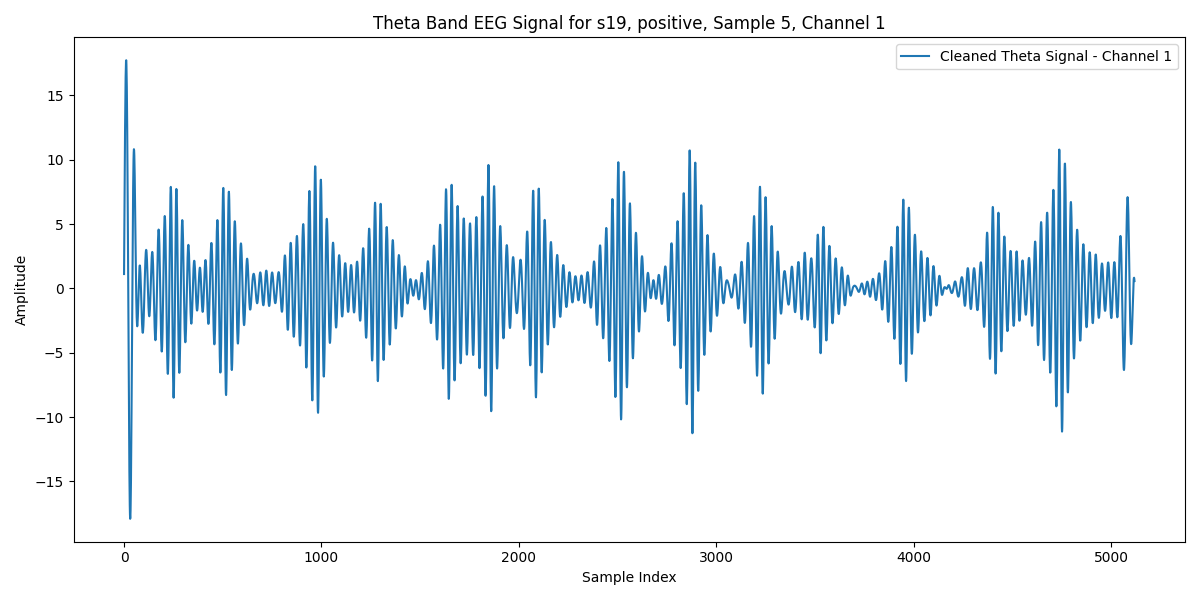 Theta Band EEG Signal for s19, positive, Sample 5, Channel 1
Cleaned Theta Signal - Channel 1
Amplitude
15
10
5
0
−5
−10
−15
0 1000 2000 3000 4000 5000
Sample Index